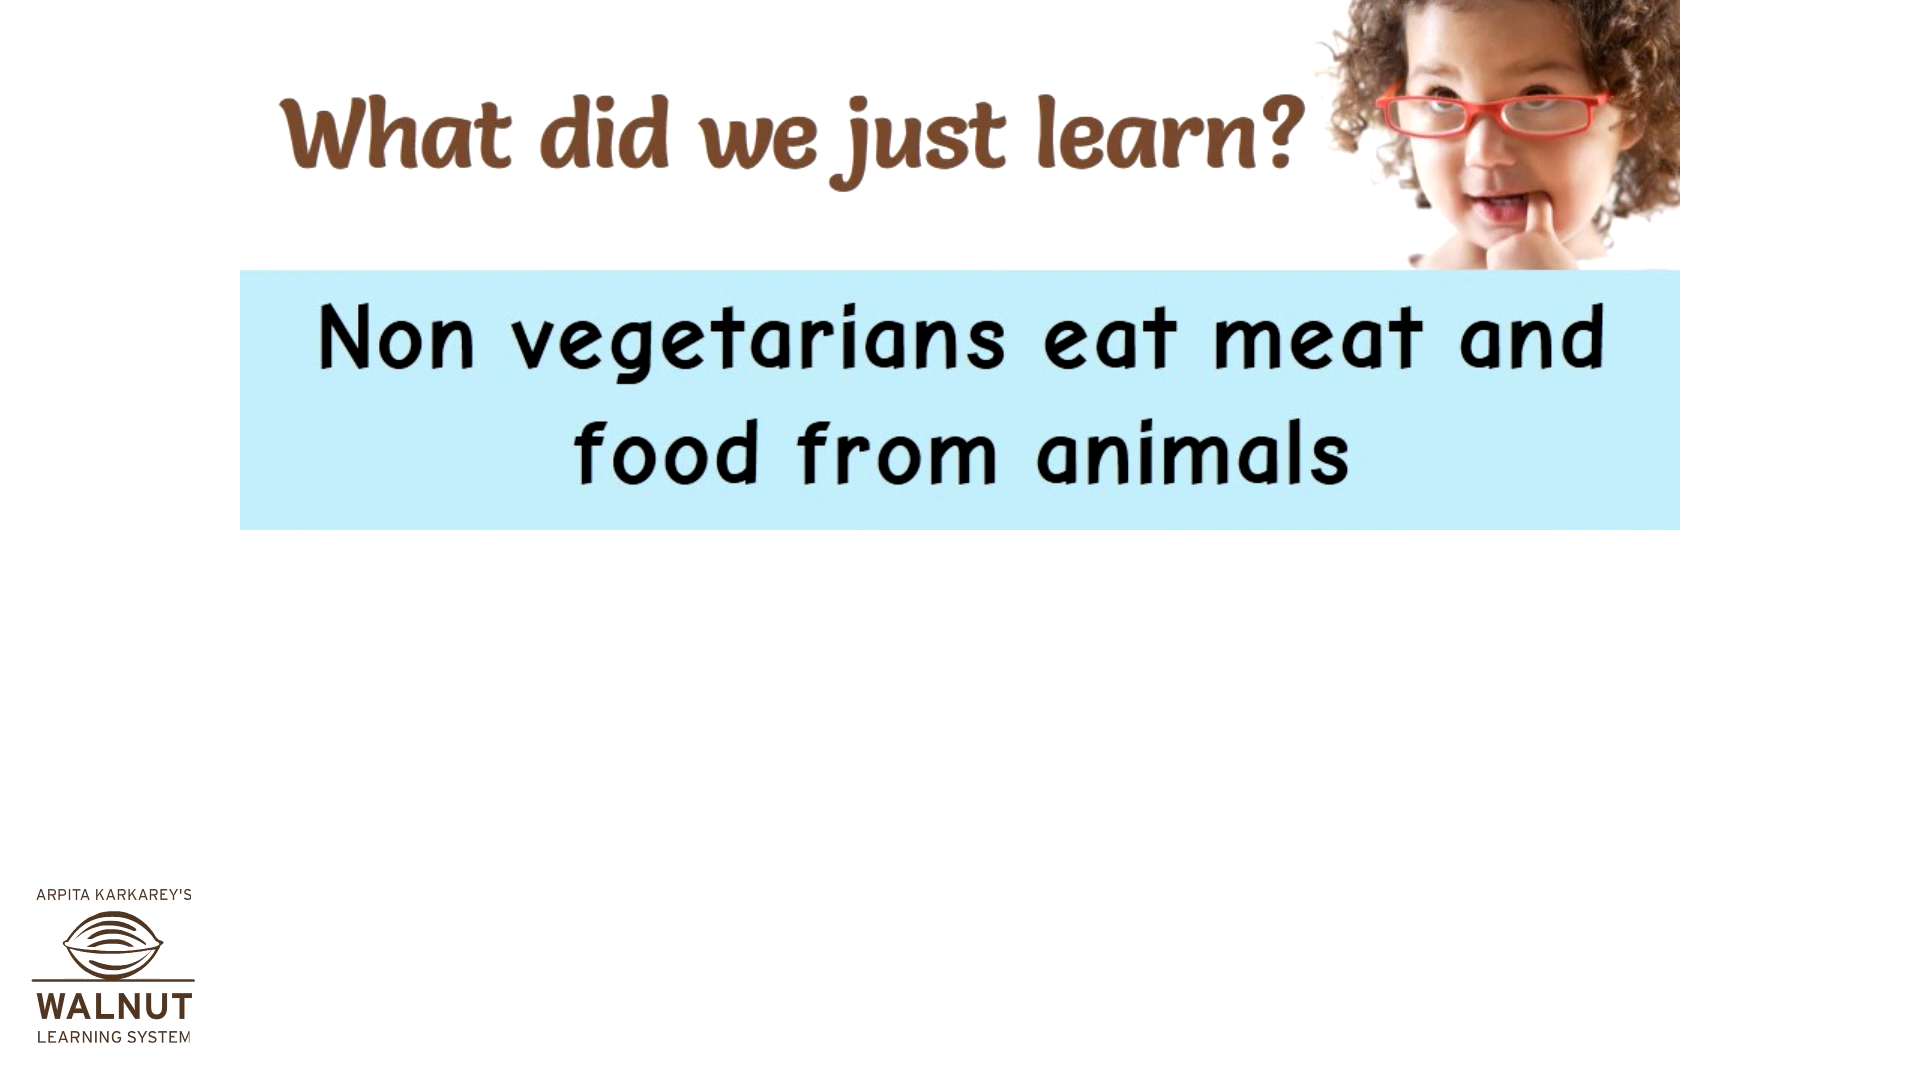 What did we just learn?
Non vegetarians eat meat and
food from animals
ARPITA KARKAREY'S
WALNUT
LEARNING SYSTEM